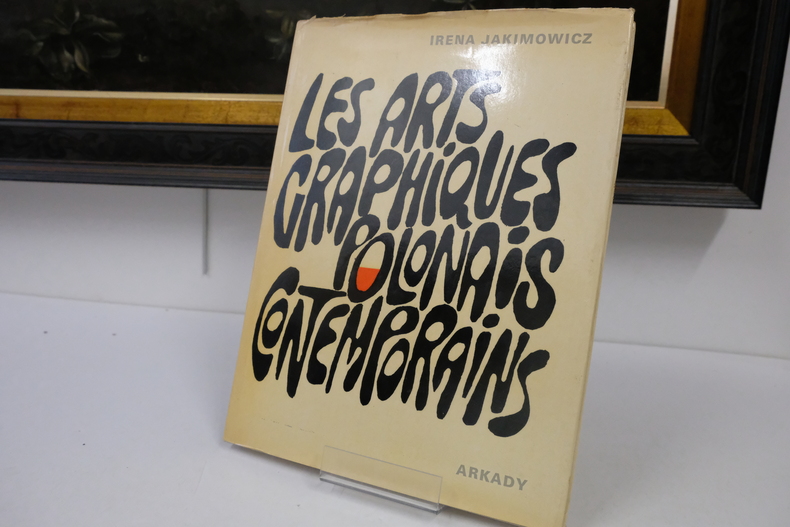 IRENA JAKIMOWICZ
LES ARTS
GRAPHiQUES
POLONAiS
CONTEMPORAiNS
ARKADY